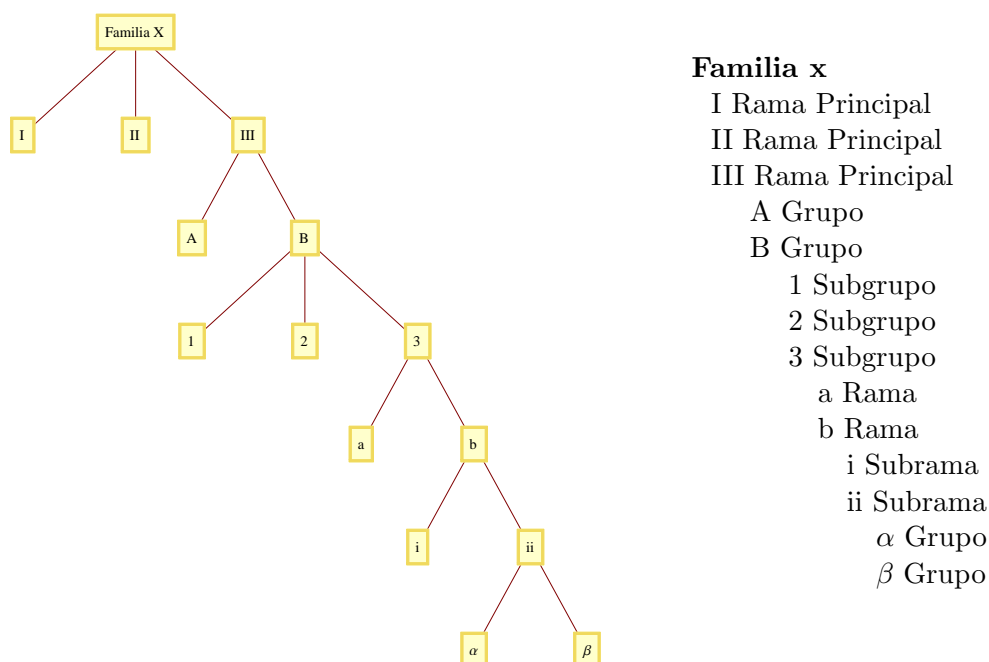 Familia X
I II III
A B
1 2 3
a b
i ii
α β
Familia x
I Rama Principal
II Rama Principal
III Rama Principal
A Grupo
B Grupo
1 Subgrupo
2 Subgrupo
3 Subgrupo
a Rama
b Rama
i Subrama
ii Subrama
α Grupo
β Grupo